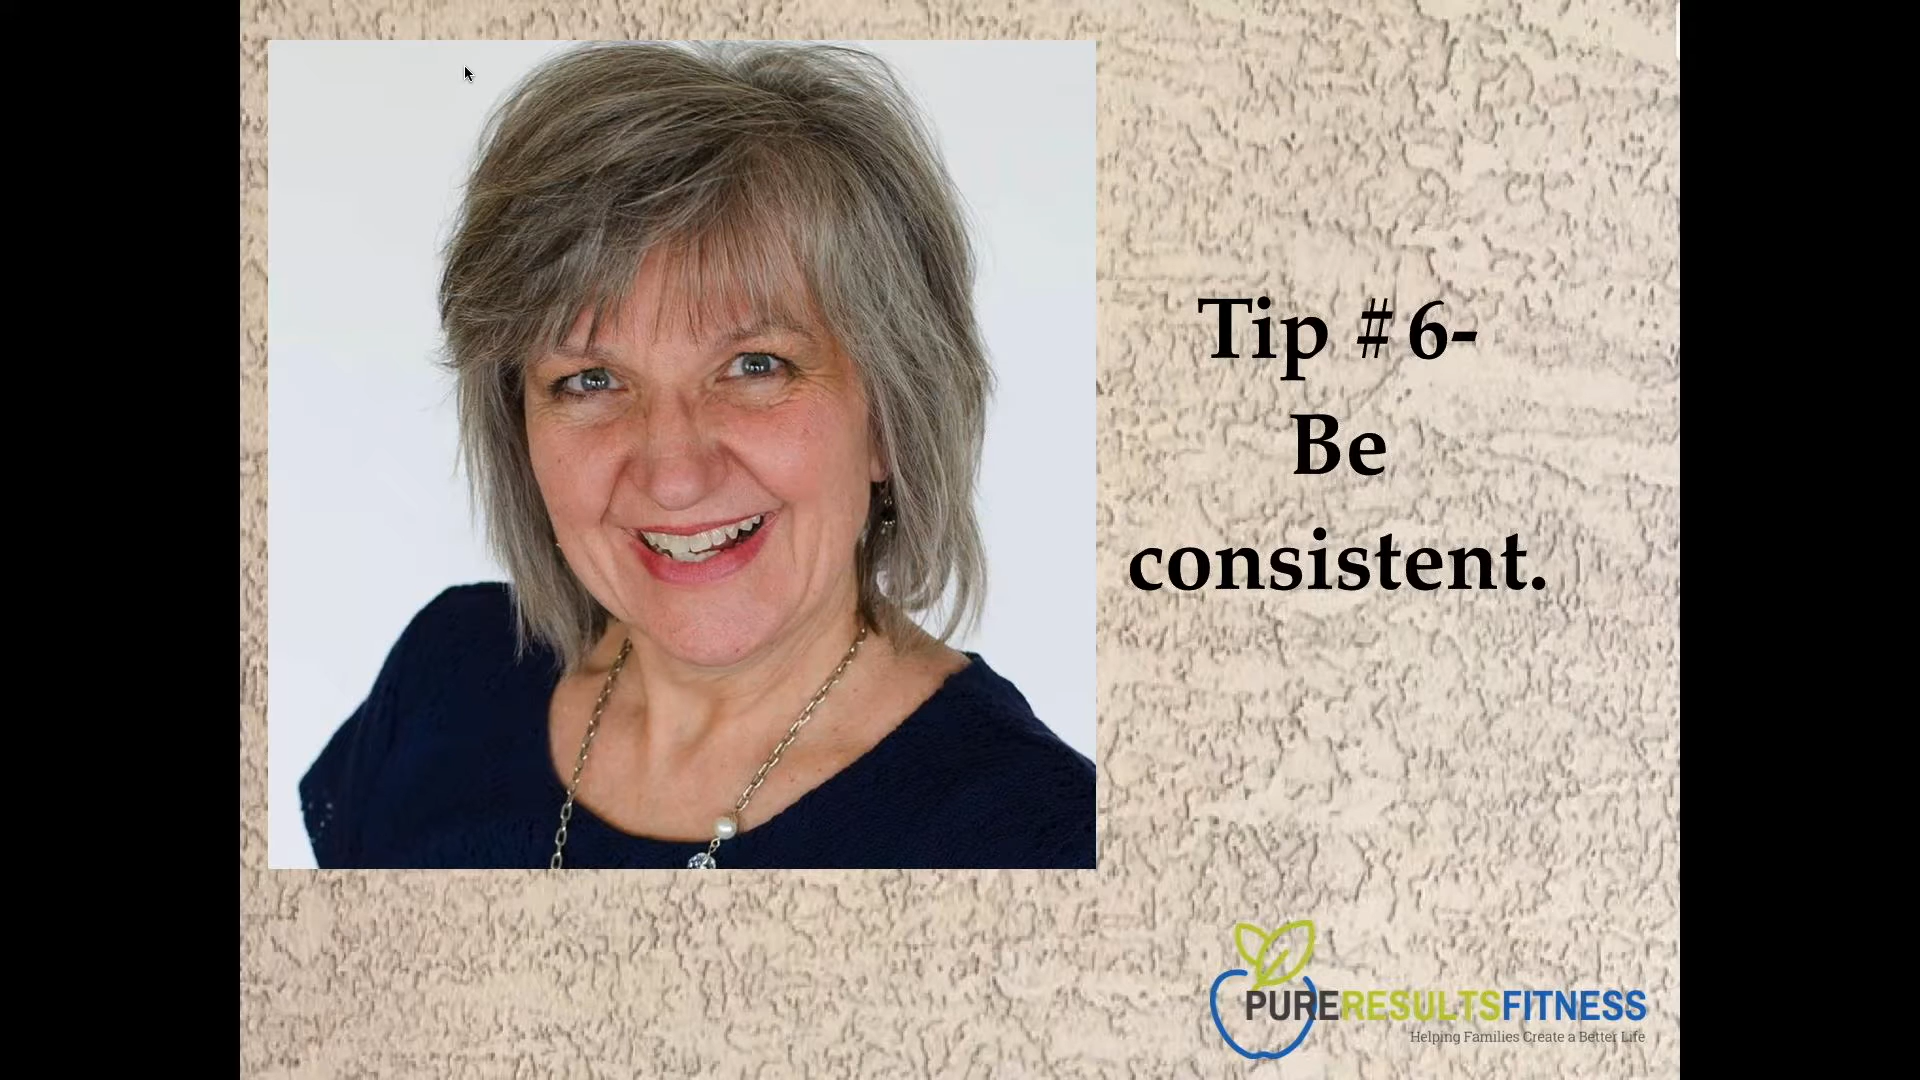 Tip #6-
Be
consistent.
PURERESULTSFITNESS
Helping Families Create a Better Life